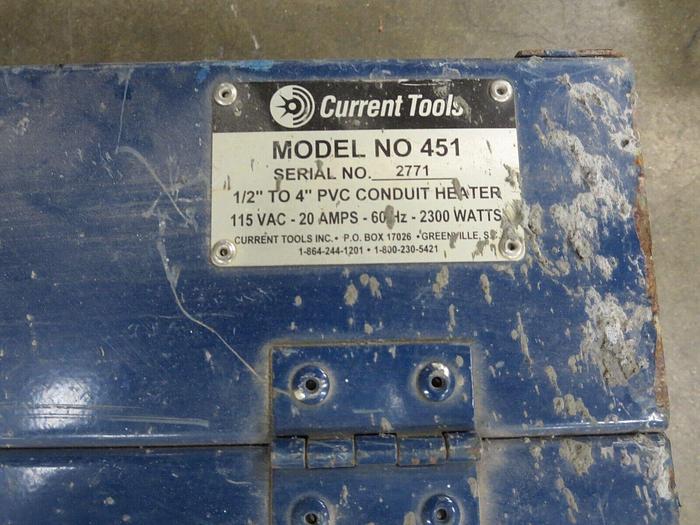 Current Tools
MODEL NO 451
SERIAL NO. 2771
1/2" TO 4" PVC CONDUIT HEATER
115 VAC - 20 AMPS - 60 Hz - 2300 WATTS
CURRENT TOOLS INC. • P.O. BOX 17026 • GREENVILLE, S.C.
1-864-244-1201 • 1-800-230-5421